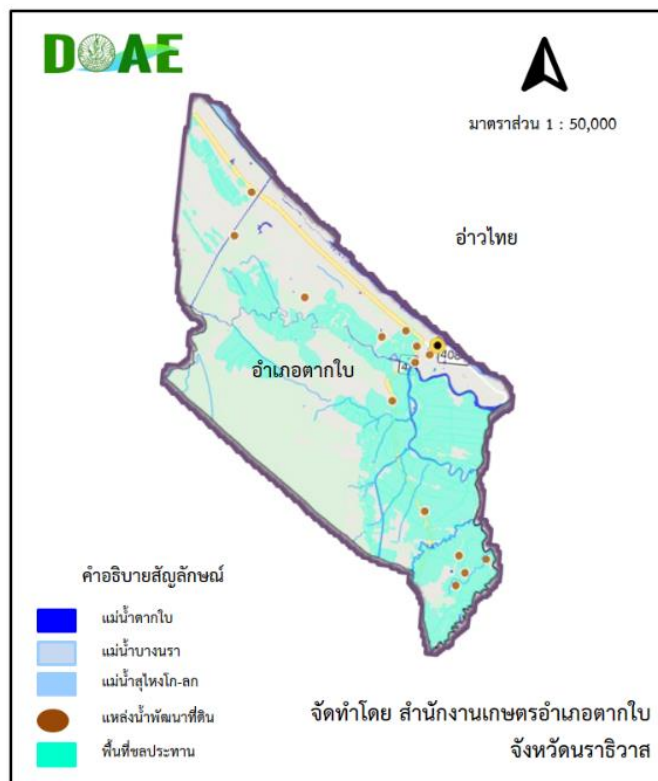 DOAE
มาตราส่วน 1 : 50,000
อ่าวไทย
408
อำเภอตากใบ
คำอธิบายสัญลักษณ์
แม่น้ำตากใบ
แม่น้ำบางนรา
แม่น้ำสุไหงโก-ลก
แหล่งน้ำพัฒนาที่ดิน
พื้นที่ชลประทาน
จัดทำโดย สำนักงานเกษตรอำเภอตากใบ
จังหวัดนราธิวาส